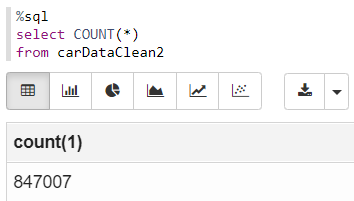 %sql
select COUNT(*)
from carDataClean2
count(1)
847007